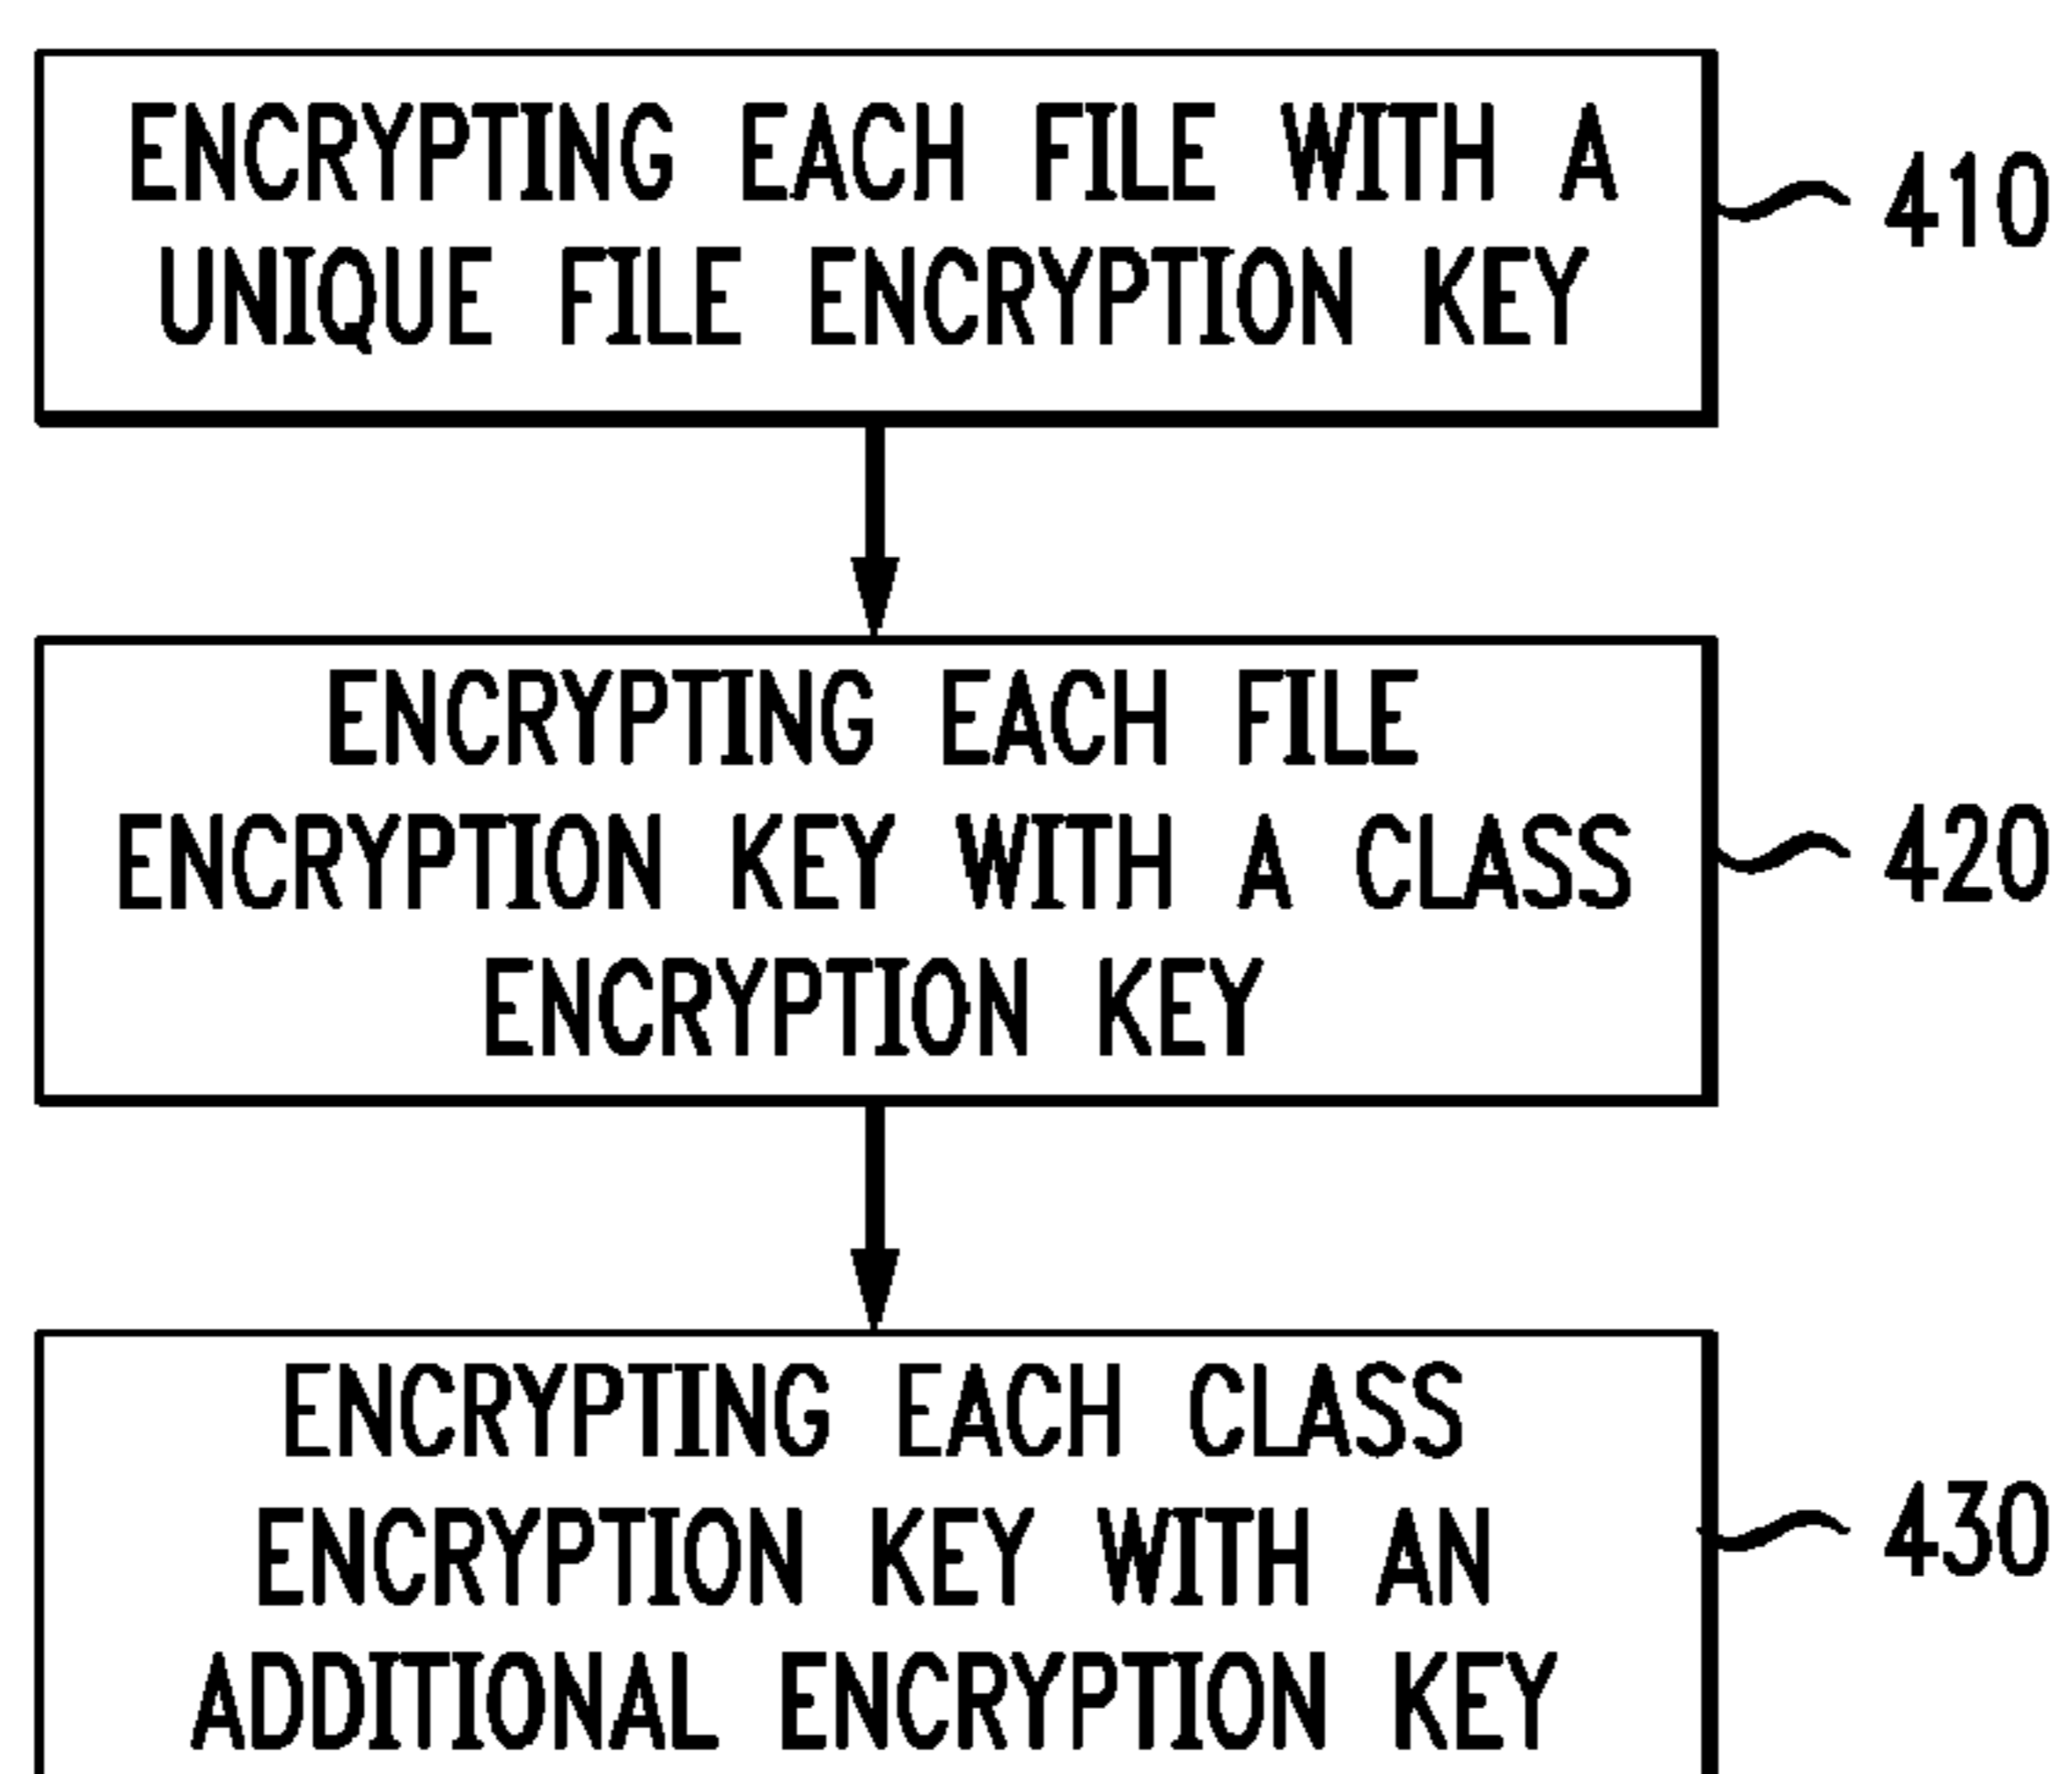 ENCRYPTING EACH FILE WITH A
UNIQUE FILE ENCRYPTION KEY
410
ENCRYPTING EACH FILE
ENCRYPTION KEY WITH A CLASS
ENCRYPTION KEY
420
ENCRYPTING EACH CLASS
ENCRYPTION KEY WITH AN
ADDITIONAL ENCRYPTION KEY
430